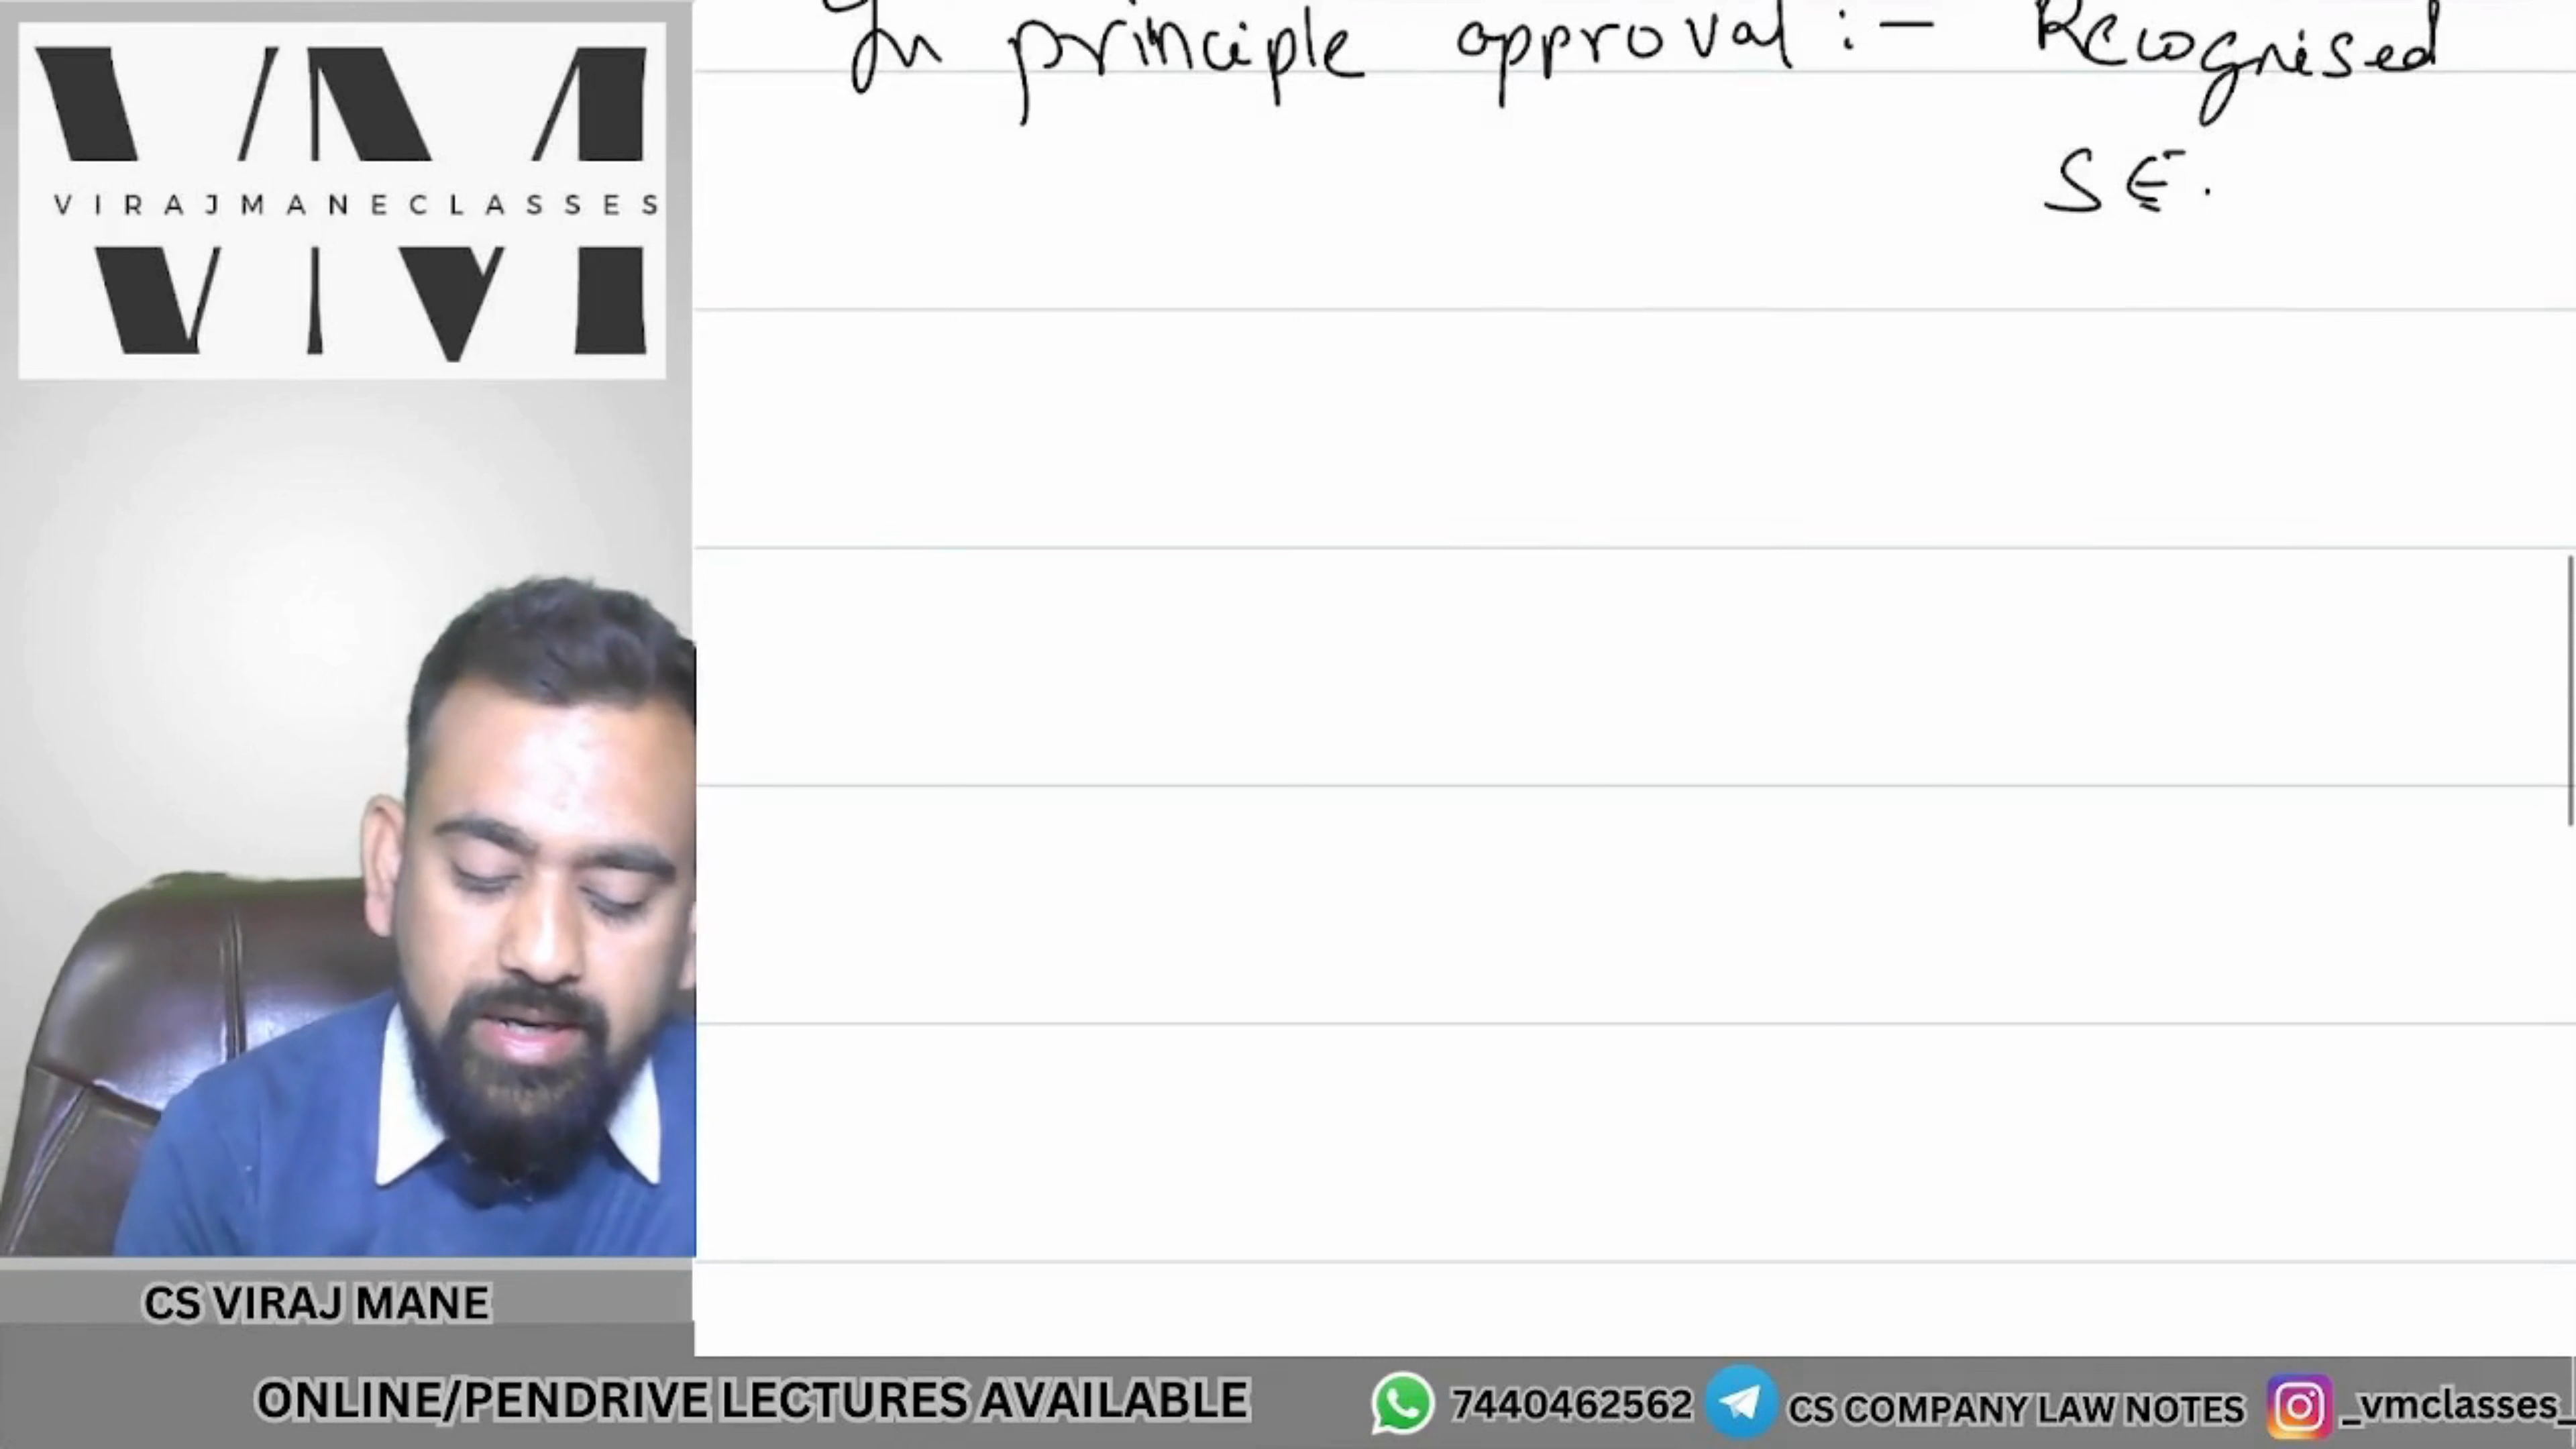 VIRAJMANECLASSES
In principle approval :- Recognised
SE.
CS VIRAJ MANE
ONLINE/PENDRIVE LECTURES AVAILABLE
7440462562
CS COMPANY LAW NOTES
_vmclasses_